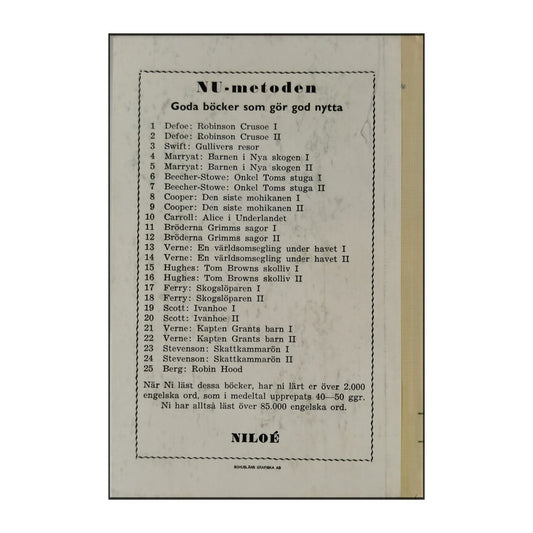 NU-metoden
Goda böcker som gör god nytta
1 Defoe: Robinson Crusoe I
2 Defoe: Robinson Crusoe II
3 Swift: Gullivers resor
4 Marryat: Barnen i Nya skogen I
5 Marryat: Barnen i Nya skogen II
6 Beecher-Stowe: Onkel Toms stuga I
7 Beecher-Stowe: Onkel Toms stuga II
8 Cooper: Den siste mohikanen I
9 Cooper: Den siste mohikanen II
10 Carroll: Alice i Underlandet
11 Bröderna Grimms sagor I
12 Bröderna Grimms sagor II
13 Verne: En världsomsegling under havet I
14 Verne: En världsomsegling under havet II
15 Hughes: Tom Browns skolliv I
16 Hughes: Tom Browns skolliv II
17 Ferry: Skogslöparen I
18 Ferry: Skogslöparen II
19 Scott: Ivanhoe I
20 Scott: Ivanhoe II
21 Verne: Kapten Grants barn I
22 Verne: Kapten Grants barn II
23 Stevenson: Skattkammarön I
24 Stevenson: Skattkammarön II
25 Berg: Robin Hood
När Ni läst dessa böcker, har ni lärt er över 2.000
engelska ord, som i medeltal upprepats 40—50 ggr.
Ni har alltså läst över 85.000 engelska ord.
NILOÉ
BOHUSLÄNS GRAFISKA AB